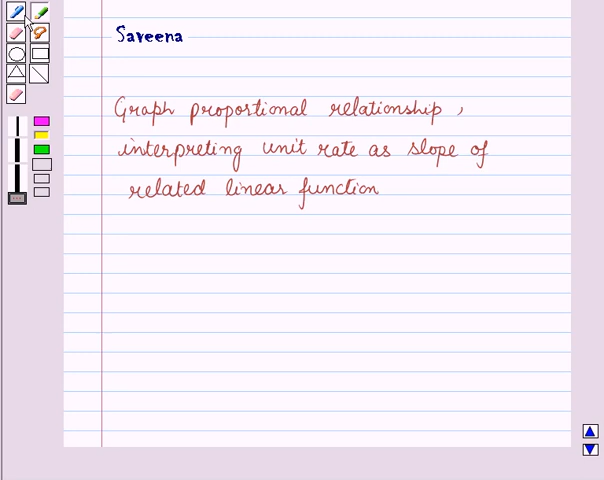 Saveena
Graph proportional relationship,
interpreting unit rate as slope of
related linear function